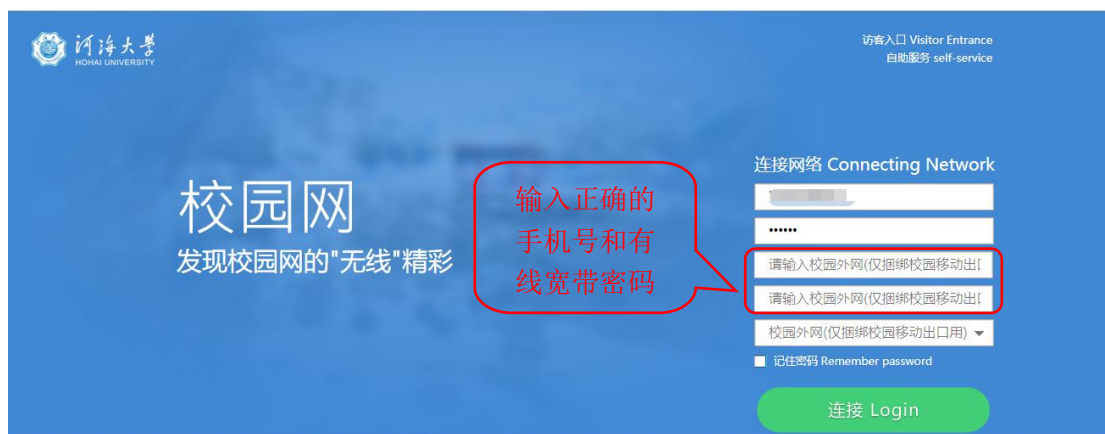 河海大学
HOHAI UNIVERSITY
访客入口 Visitor Entrance
自助服务 self-service
校园网
发现校园网的"无线"精彩
输入正确的
手机号和有
线宽带密码
连接网络 Connecting Network
••••••
请输入校园外网(仅捆绑校园移动出
请输入校园外网(仅捆绑校园移动出
校园外网(仅捆绑校园移动出口用)
记住密码 Remember password
连接 Login